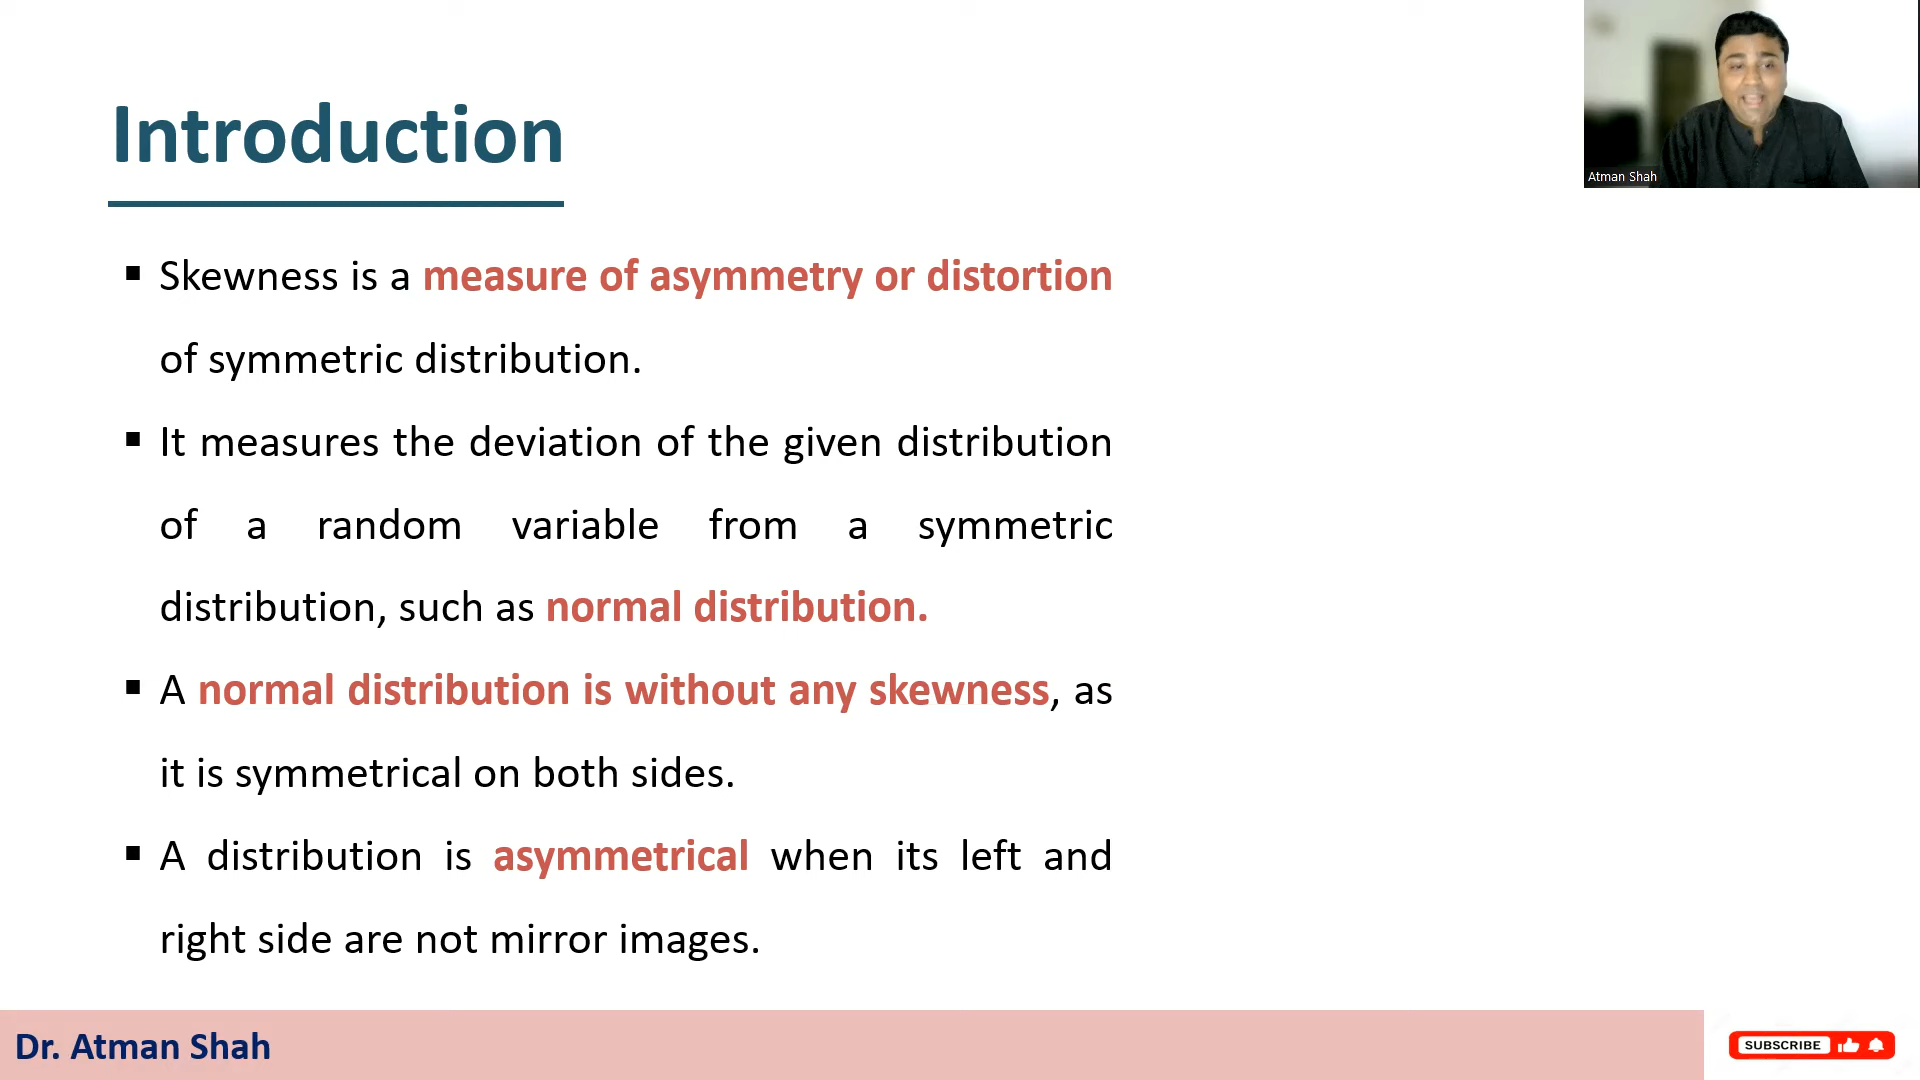 Introduction
Atman Shah
▪ Skewness is a measure of asymmetry or distortion
of symmetric distribution.
▪ It measures the deviation of the given distribution
of a random variable from a symmetric
distribution, such as normal distribution.
▪ A normal distribution is without any skewness, as
it is symmetrical on both sides.
▪ A distribution is asymmetrical when its left and
right side are not mirror images.
Dr. Atman Shah
SUBSCRIBE